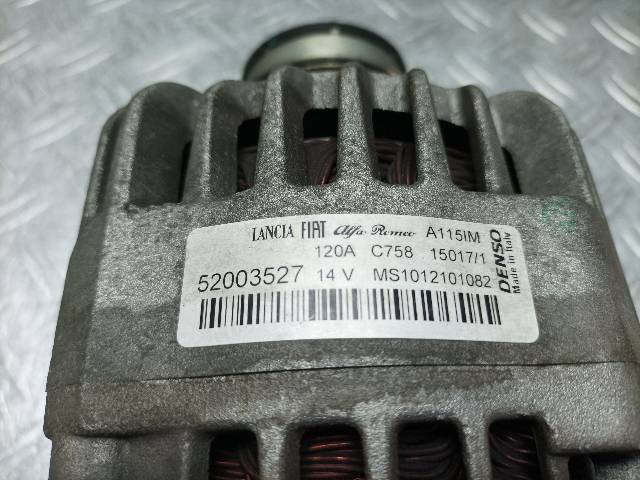 LANCIA FIAT Alfa Romeo A115IM
120A C758 15017/1
52003527 14 V MS1012101082
DENSO
Made in Italy